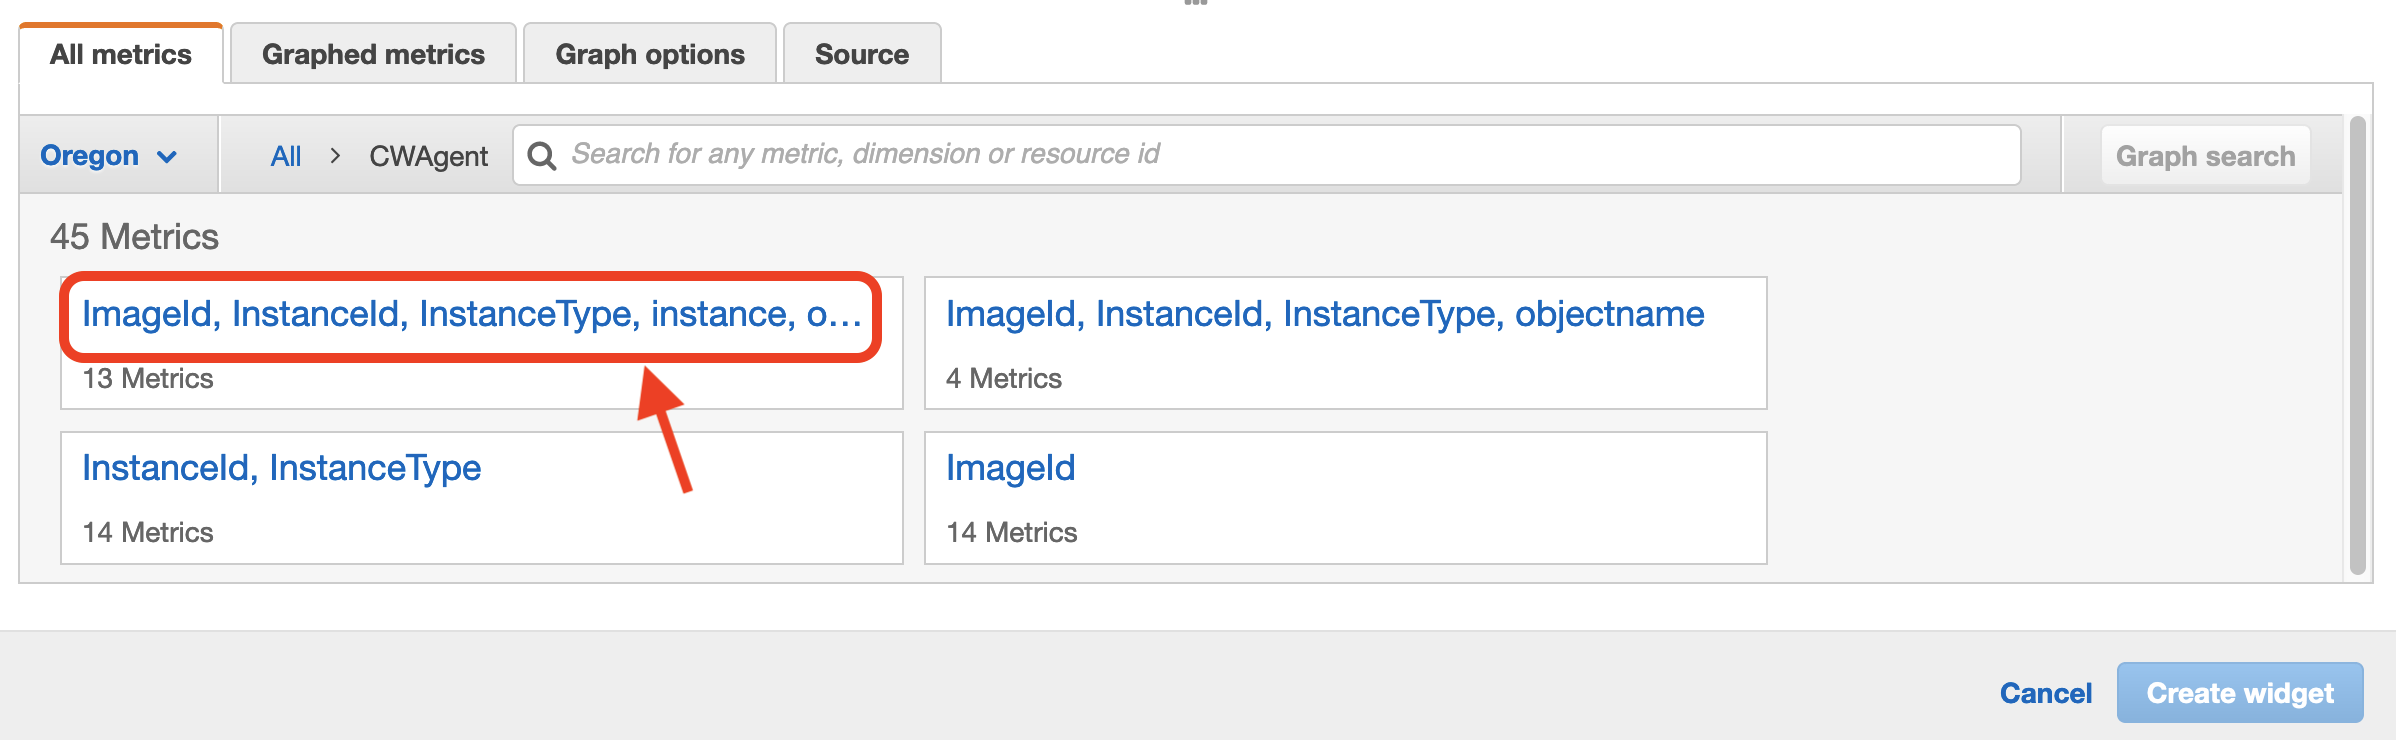 All metrics Graphed metrics Graph options Source
Oregon All > CWAgent Search for any metric, dimension or resource id Graph search
45 Metrics
ImageId, InstanceId, InstanceType, instance, o... ImageId, InstanceId, InstanceType, objectname
13 Metrics 4 Metrics
InstanceId, InstanceType ImageId
14 Metrics 14 Metrics
Cancel Create widget